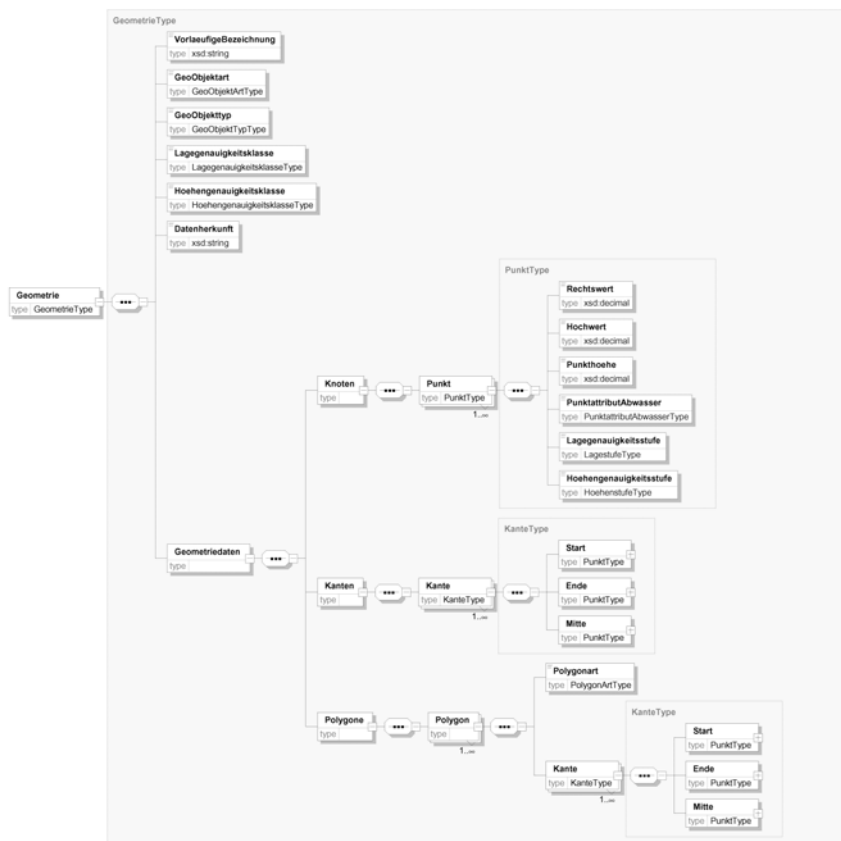 GeometrieType
VorlaeufigeBezeichnung
type xsd:string
GeoObjektart
type GeoObjektArtType
GeoObjekttyp
type GeoObjektTypType
Lagegenauigkeitsklasse
type LagegenauigkeitsklasseType
Hoehengenauigkeitsklasse
type HoehengenauigkeitsklasseType
Datenherkunft
type xsd:string
Geometrie
type GeometrieType
PunktType
Rechtswert
type xsd:decimal
Hochwert
type xsd:decimal
Punkthoehe
type xsd:decimal
PunktattributAbwasser
type PunktattributAbwasserType
Lagegenauigkeitsstufe
type LagestufeType
Hoehengenauigkeitsstufe
type HoehenstufeType
Knoten
type
Punkt
type PunktType
1..∞
Geometriedaten
type
KanteType
Start
type PunktType
Ende
type PunktType
Mitte
type PunktType
Kanten
type
Kante
type KanteType
1..∞
Polygone
type
Polygon
type
1..∞
Polygonart
type PolygonArtType
Kante
type KanteType
1..∞
KanteType
Start
type PunktType
Ende
type PunktType
Mitte
type PunktType